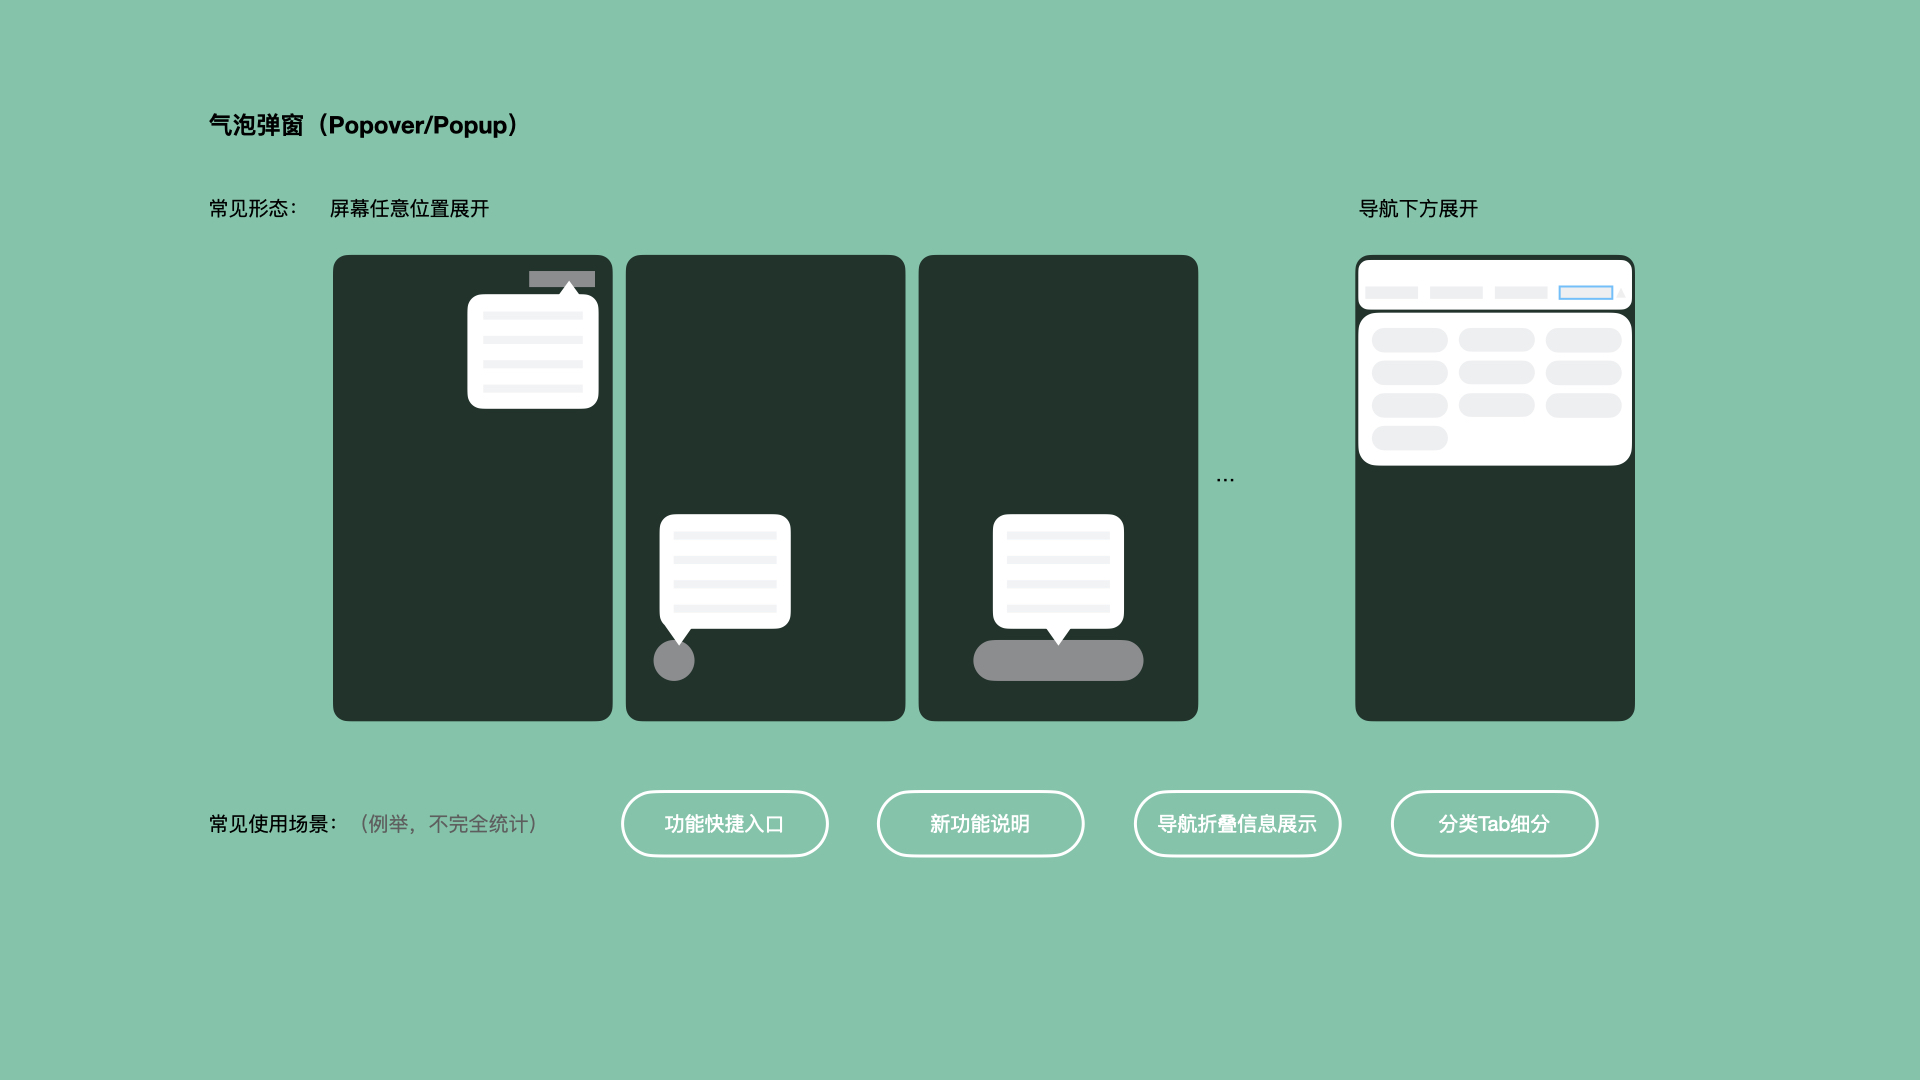 气泡弹窗（Popover/Popup）
常见形态： 屏幕任意位置展开
导航下方展开
...
常见使用场景：（例举，不完全统计）
功能快捷入口
新功能说明
导航折叠信息展示
分类Tab细分